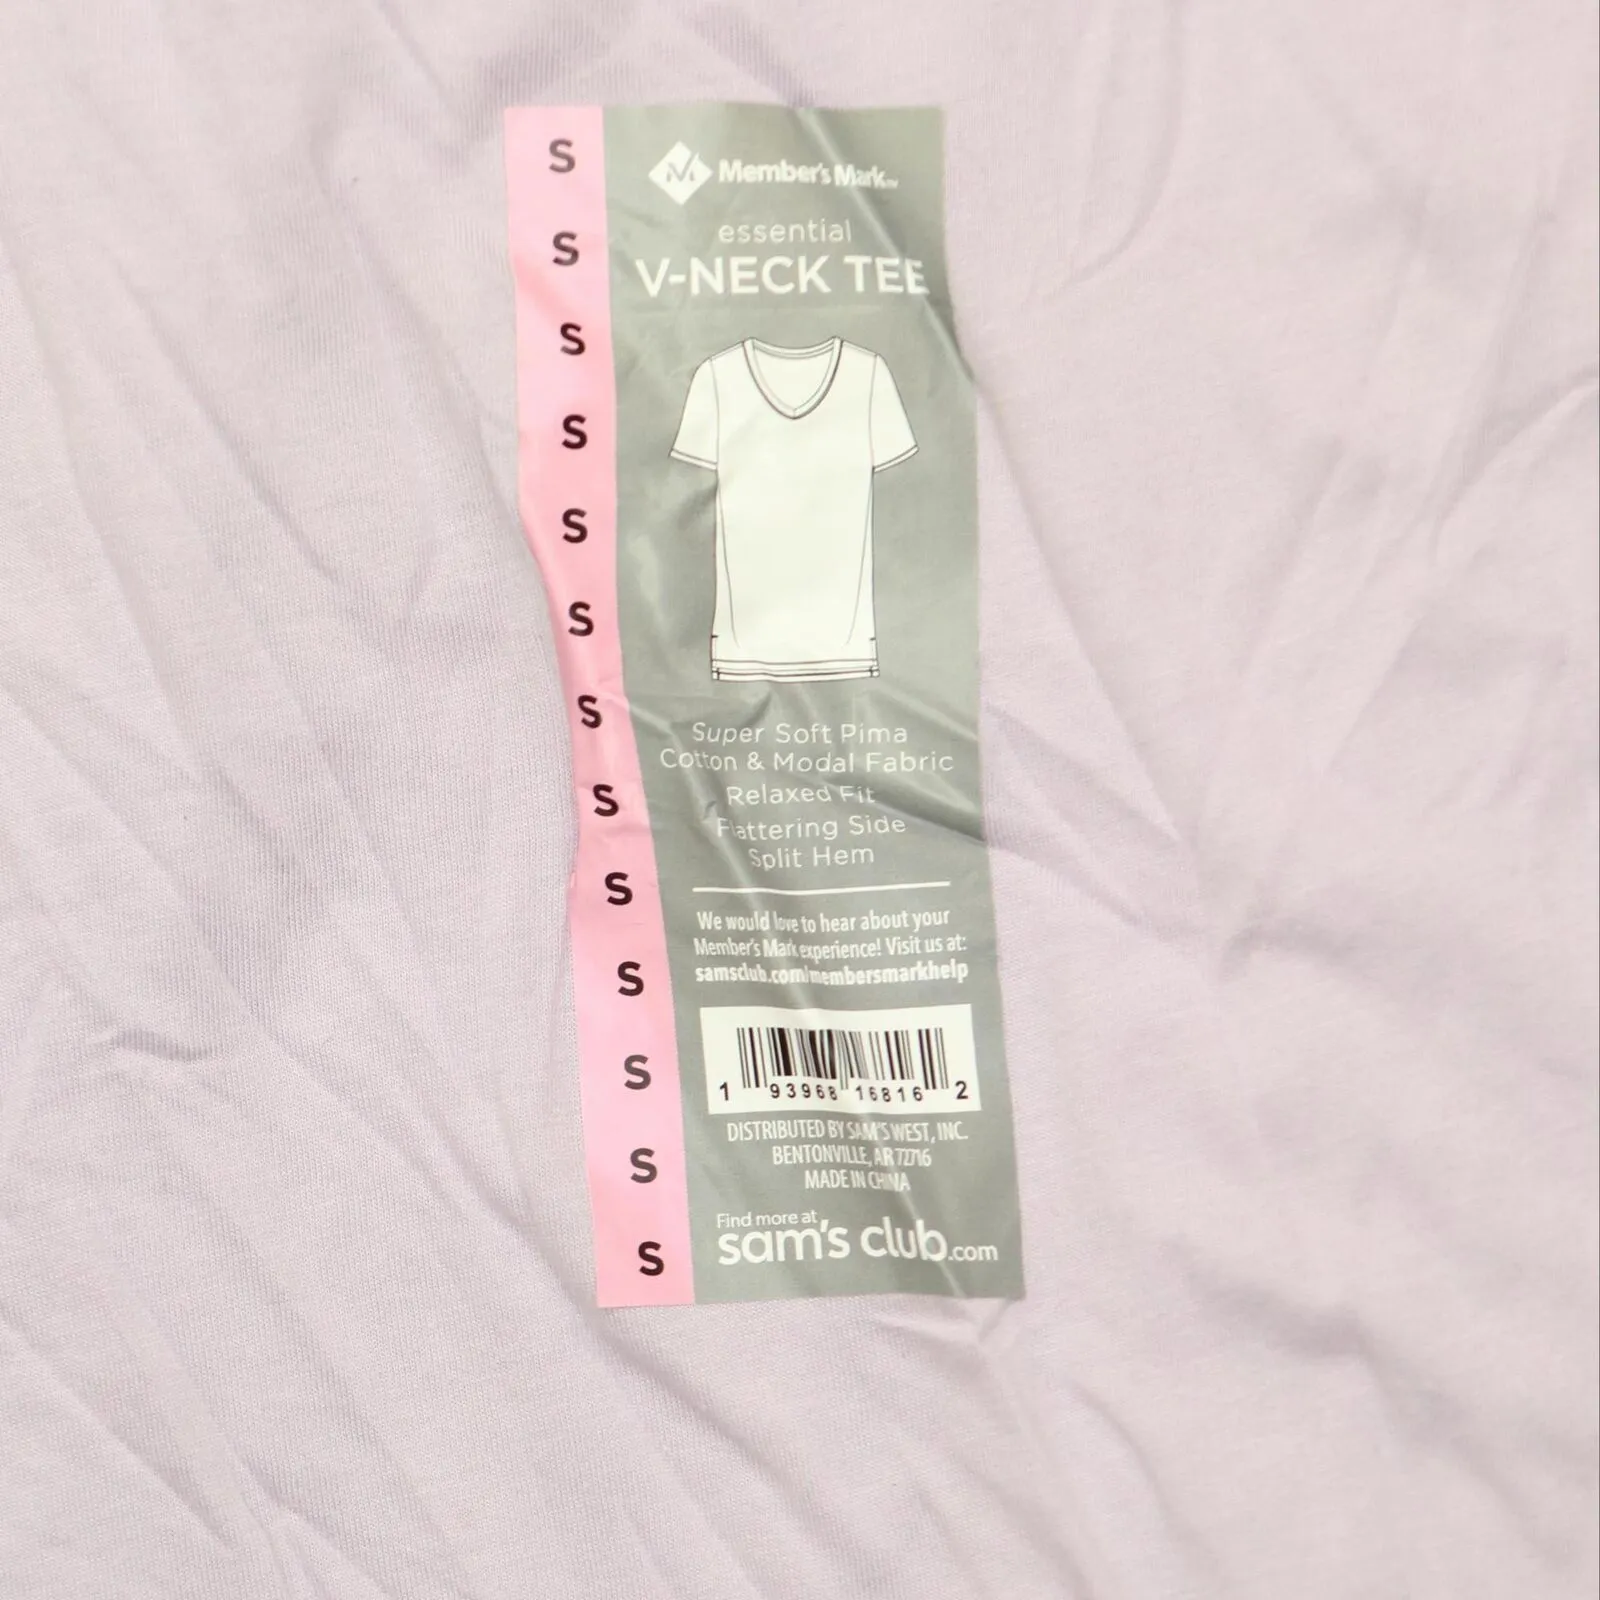 S
S
S
S
S
S
S
S
S
S
S
S
S
Member's Mark™
essential
V-NECK TEE
Super Soft Pima
Cotton & Modal Fabric
Relaxed Fit
Flattering Side
Split Hem
We would love to hear about your
Member's Mark experience! Visit us at:
samsclub.com/membersmarkhelp
1 93968 16816 2
DISTRIBUTED BY SAM'S WEST, INC.
BENTONVILLE, AR 72716
MADE IN CHINA
Find more at
sam's club.com